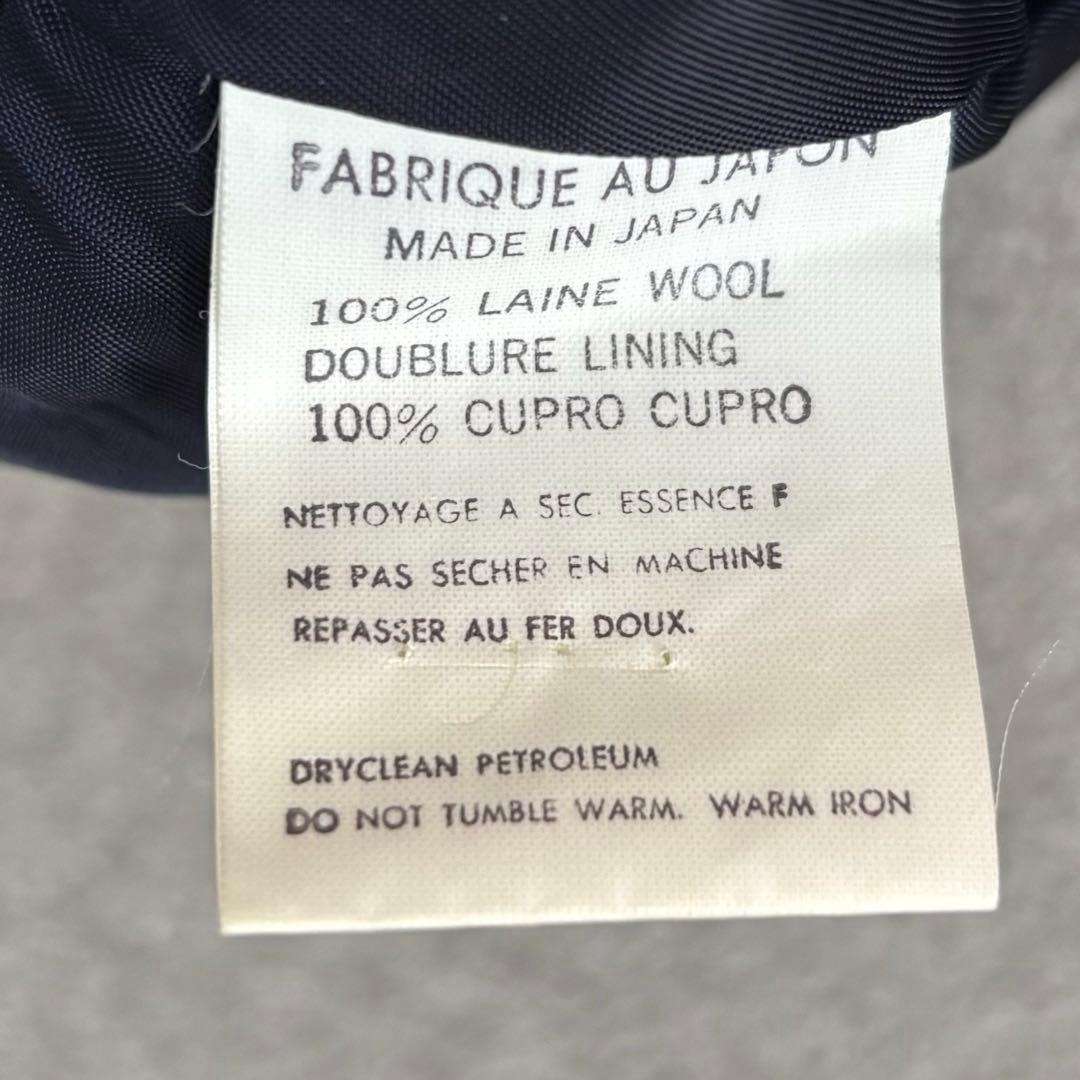 FABRIQUE AU JAPON
MADE IN JAPAN
100% LAINE WOOL
DOUBLURE LINING
100% CUPRO CUPRO
NETTOYAGE A SEC. ESSENCE F
NE PAS SECHER EN MACHINE
REPASSER AU FER DOUX.
DRYCLEAN PETROLEUM
DO NOT TUMBLE WARM. WARM IRON